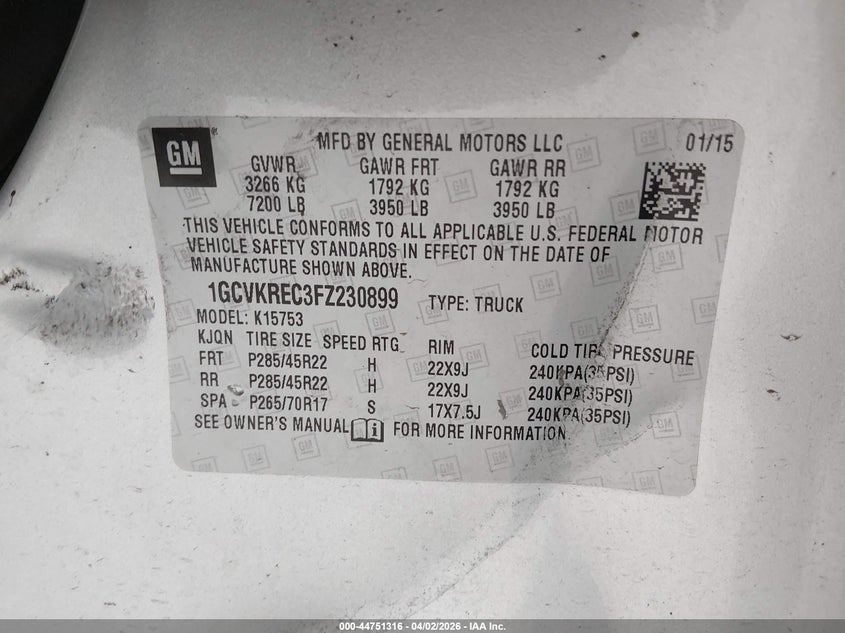 GM
MFD BY GENERAL MOTORS LLC 01/15
GVWR GAWR FRT GAWR RR
3266 KG 1792 KG 1792 KG
7200 LB 3950 LB 3950 LB
THIS VEHICLE CONFORMS TO ALL APPLICABLE U.S. FEDERAL MOTOR
VEHICLE SAFETY STANDARDS IN EFFECT ON THE DATE OF
MANUFACTURE SHOWN ABOVE.
1GCVKREC3FZ230899 TYPE: TRUCK
MODEL: K15753
KJQN TIRE SIZE SPEED RTG RIM COLD TIRE PRESSURE
FRT P285/45R22 H 22X9J 240KPA(35PSI)
RR P285/45R22 H 22X9J 240KPA(35PSI)
SPA P265/70R17 S 17X7.5J 240KPA(35PSI)
SEE OWNER'S MANUAL FOR MORE INFORMATION.
000-44751316 - 04/02/2026 - IAA Inc.